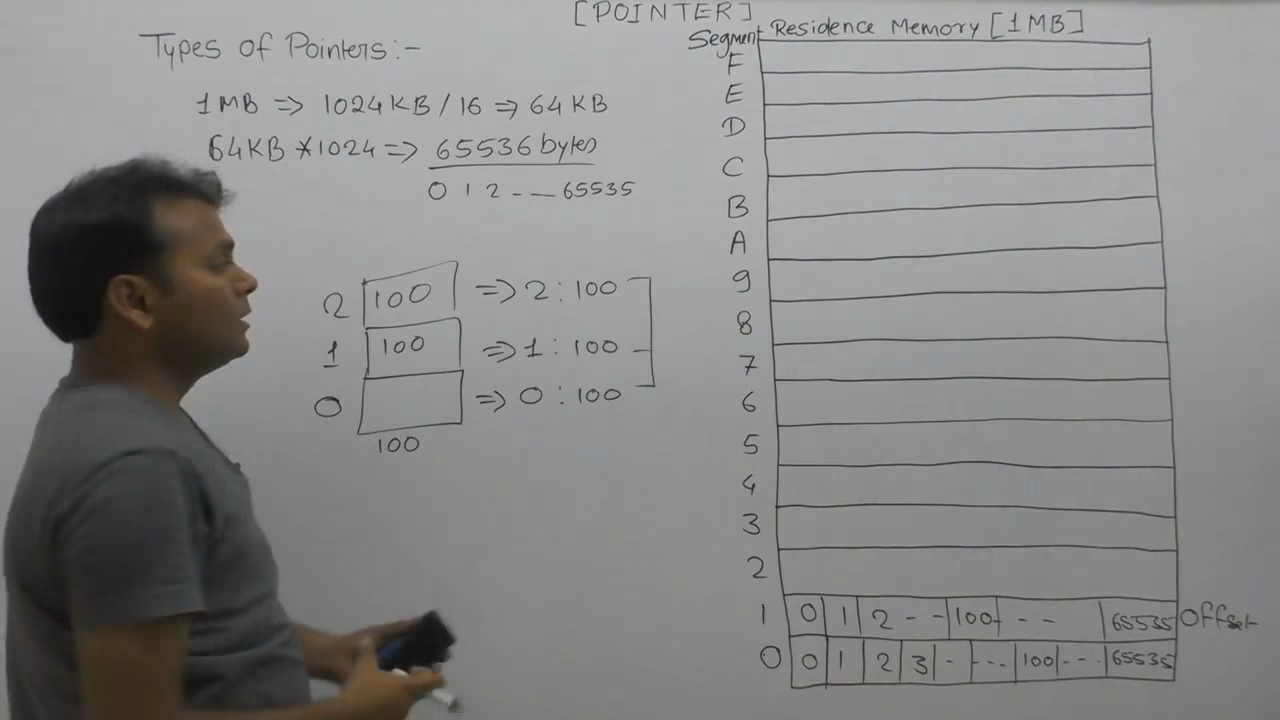 [POINTER]
Types of Pointers:-
1MB => 1024KB/16 => 64KB
64KB *1024 => 65536 bytes
0 1 2 - — 65535
2 100 => 2:100
1 100 => 1:100
0 => 0:100
100
Segment Residence Memory [1MB]
F
E
D
C
B
A
9
8
7
6
5
4
3
2
1 0 1 2 - - 100 - - 65535 Offset
0 0 1 2 3 - --- 100 --- 65535